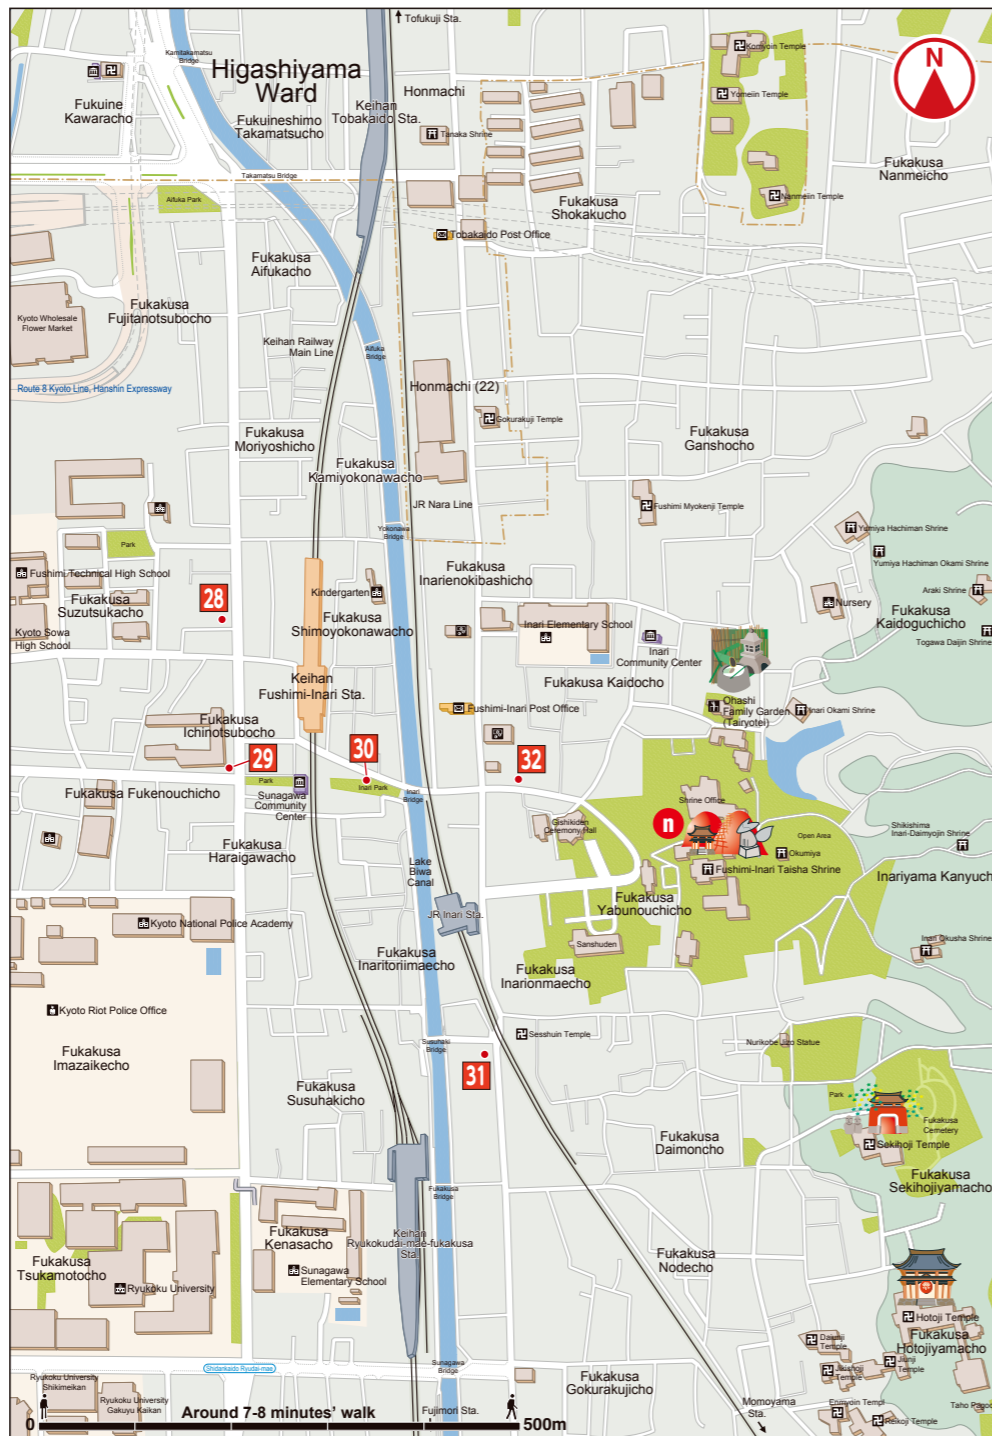 Tofukuji Sta.
Kamitakamatsu
Bridge
Higashiyama
Ward
Komyoin Temple
N
Fukuine
Kawaracho
Fukuineshimo
Takamatsucho
Keihan
Tobakaido Sta.
Honmachi
Yomeiin Temple
Tanaka Shrine
Takamatsu Bridge
Fukakusa
Nanmeicho
Aifuka Park
Fukakusa
Shokakucho
Nanmeiin Temple
Tobakaido Post Office
Fukakusa
Aifukacho
Fukakusa
Fujitanotsubocho
Kyoto Wholesale
Flower Market
Keihan Railway
Main Line
Aifuka
Bridge
Route 8 Kyoto Line, Hanshin Expressway
Honmachi (22)
Gokurakuji Temple
Fukakusa
Moriyoshicho
Fukakusa
Ganshocho
Fukakusa
Kamiyokonawacho
JR Nara Line
Fushimi Myokenji Temple
Yokonawa
Bridge
Yumiya Hachiman Shrine
Park
Yumiya Hachiman Okami Shrine
Fushimi Technical High School
Fukakusa
Inarienokibashicho
Kindergarten
Araki Shrine
28
Fukakusa
Suzutsukacho
Nursery
Fukakusa
Kaidoguchicho
Fukakusa
Shimoyokonawacho
Inari Elementary School
Kyoto Sowa
High School
Togawa Daijin Shrine
Inari
Community Center
Keihan
Fushimi-Inari Sta.
Fukakusa Kaidocho
Ohashi
Family Garden
(Tairyotei)
Inari Okami Shrine
Fushimi-Inari Post Office
Fukakusa
Ichinotsubocho
29
30
32
Park
Inari Park
Fukakusa Fukenouchicho
Sunagawa
Community
Center
Inari
Bridge
Shrine Office
n
Gishikiden
Ceremony Hall
Open Area
Shikishima
Inari-Daimyojin Shrine
Fukakusa
Haraigawacho
Okumiya
Lake
Biwa
Canal
Fushimi-Inari Taisha Shrine
Inariyama Kanyuch
Fukakusa
Yabunouchicho
JR Inari Sta.
Kyoto National Police Academy
Inari Okusha Shrine
Sanshuden
Fukakusa
Inaritoriimaecho
Fukakusa
Inarionmaecho
Kyoto Riot Police Office
Sesshuin Temple
Susuhaki
Bridge
Nurikobe Jizo Statue
Fukakusa
Imazaikecho
31
Fukakusa
Susuhakicho
Park
Fukakusa
Cemetery
Fukakusa
Daimoncho
Sekihoji Temple
Fukakusa
Sekihojiyamacho
Fukakusa
Bridge
Fukakusa
Kenasacho
Keihan
Ryukokudai-mae-fukakusa
Sta.
Fukakusa
Tsukamotocho
Fukakusa
Nodecho
Sunagawa
Elementary School
Ryukoku University
Hotoji Temple
Fukakusa
Hotojiyamacho
Daiunji
Temple
Jiunji
Temple
Jikishoji
Temple
Shidankaido Ryudai-mae
Sunagawa
Bridge
Fukakusa
Gokurakujicho
Ryukoku University
Shikimeikan
Ryukoku University
Gakuyu Kaikan
Momoyama
Sta.
Enmyoin Templ
Taho Pagod
Reikoji Temple
Fujimori Sta.
0
Around 7-8 minutes' walk
500m